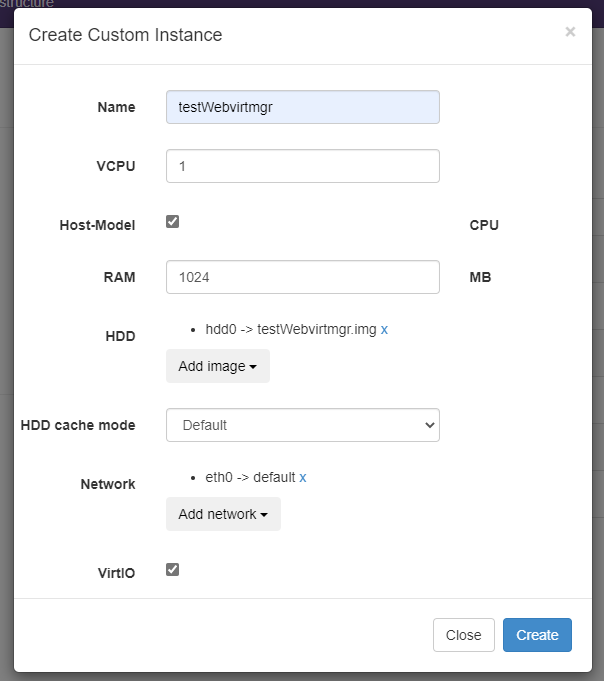 structure
Create Custom Instance ×
Name testWebvirtmgr
VCPU 1
Host-Model CPU
RAM 1024 MB
HDD hdd0 -> testWebvirtmgr.img x
Add image
HDD cache mode Default
Network eth0 -> default x
Add network
VirtIO
Close Create